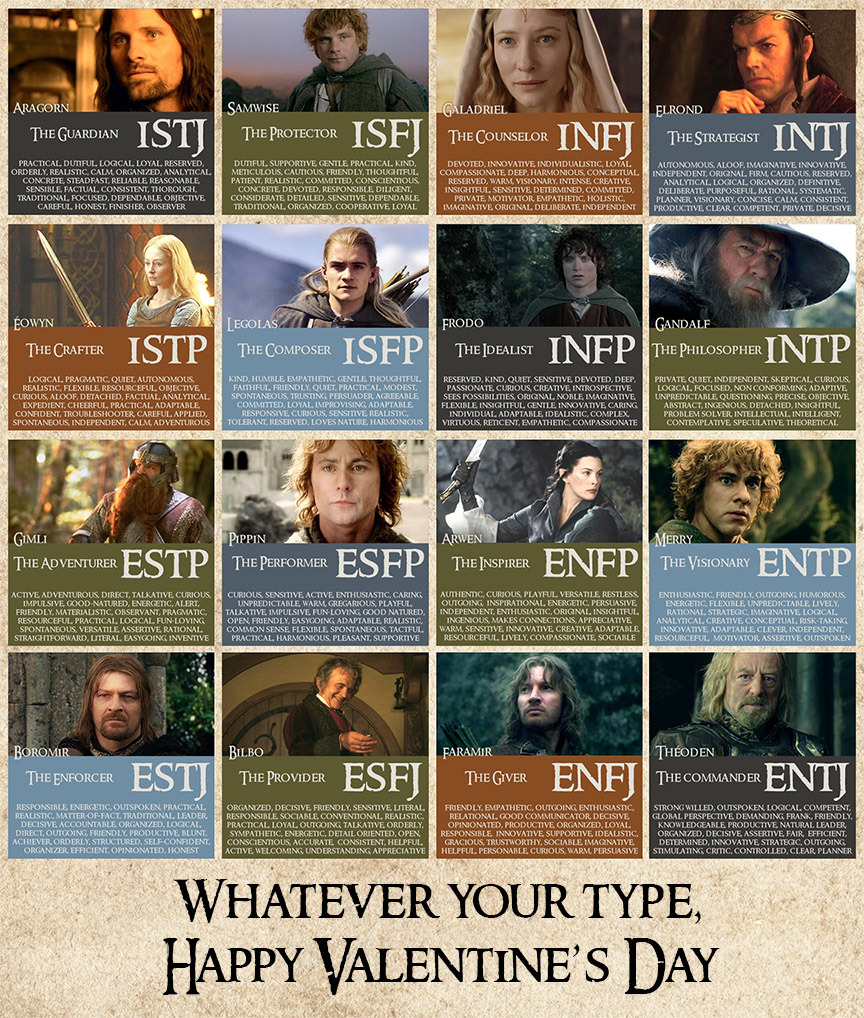 Aragorn
The Guardian ISTJ
PRACTICAL, DUTIFUL, LOGICAL, LOYAL, RESERVED,
ORDERLY, REALISTIC, CALM, ORGANIZED, ANALYTICAL
CONCRETE, STEADFAST, RELIABLE, REASONABLE,
SENSIBLE, FACTUAL, CONSISTENT, THOROUGH,
TRADITIONAL, FOCUSED, DEPENDABLE, OBJECTIVE,
CAREFUL, HONEST, FINISHER, OBSERVER
Samwise
The Protector ISFJ
DUTIFUL, SUPPORTIVE, GENTLE, PRACTICAL, KIND,
METICULOUS, CAUTIOUS, FRIENDLY, THOUGHTFUL,
PATIENT, REALISTIC, COMMITTED, CONSCIENTIOUS,
CONCRETE, DEVOTED, RESPONSIBLE, DILIGENT,
CONSIDERATE, DETAILED, SENSITIVE, DEPENDABLE,
TRADITIONAL, ORGANIZED, COOPERATIVE, LOYAL
Galadriel
The Counselor INFJ
DEVOTED, INNOVATIVE, INDIVIDUALISTIC, LOYAL,
COMPASSIONATE, DEEP, HARMONIOUS, CONCEPTUAL,
RESERVED, WARM, VISIONARY, INTENSE, CREATIVE,
INSIGHTFUL, SENSITIVE, DETERMINED, COMMITTED,
PRIVATE, MOTIVATOR, EMPATHETIC, HOLISTIC,
IMAGINATIVE, ORIGINAL, DELIBERATE, INDEPENDENT
Elrond
The Strategist INTJ
AUTONOMOUS, ALOOF, IMAGINATIVE, INNOVATIVE,
INDEPENDENT, ORIGINAL, FIRM, CAUTIOUS, RESERVED,
ANALYTICAL, LOGICAL, ORGANIZED, DEFINITIVE,
DELIBERATE, PURPOSEFUL, RATIONAL, SYSTEMATIC,
PLANNER, VISIONARY, CONCISE, CALM, CONSISTENT,
PRODUCTIVE, CLEAR, COMPETENT, PRIVATE, DECISIVE
Éowyn
The Crafter ISTP
LOGICAL, PRAGMATIC, QUIET, AUTONOMOUS,
REALISTIC, FLEXIBLE, RESOURCEFUL, OBJECTIVE,
CURIOUS, ALOOF, DETACHED, FACTUAL, ANALYTICAL,
EXPEDIENT, CHEERFUL, PRACTICAL, ADAPTABLE,
CONFIDENT, TROUBLESHOOTER, CAREFUL, APPLIED,
SPONTANEOUS, INDEPENDENT, CALM, ADVENTUROUS
Legolas
The Composer ISFP
KIND, HUMBLE, EMPATHETIC, GENTLE, THOUGHTFUL,
FAITHFUL, FRIENDLY, QUIET, PRACTICAL, MODEST,
SPONTANEOUS, TRUSTING, PERSUADER, AGREEABLE,
COMMITTED, LOYAL, IMPROVISING, ADAPTABLE,
RESPONSIVE, CURIOUS, SENSITIVE, REALISTIC,
TOLERANT, RESERVED, LOVES NATURE, HARMONIOUS
Frodo
The Idealist INFP
RESERVED, KIND, QUIET, SENSITIVE, DEVOTED, DEEP,
PASSIONATE, CURIOUS, CREATIVE, INTROSPECTIVE,
SEES POSSIBILITIES, ORIGINAL, NOBLE, IMAGINATIVE,
FLEXIBLE, INSIGHTFUL, GENTLE, INNOVATIVE, CARING,
INDIVIDUAL, ADAPTABLE, IDEALISTIC, COMPLEX,
VIRTUOUS, RETICENT, EMPATHETIC, COMPASSIONATE
Gandalf
The Philosopher INTP
PRIVATE, QUIET, INDEPENDENT, SKEPTICAL, CURIOUS,
LOGICAL, FOCUSED, NON CONFORMING, ADAPTIVE,
UNPREDICTABLE, QUESTIONING, PRECISE, OBJECTIVE,
ABSTRACT, INGENIOUS, DETACHED, INSIGHTFUL,
PROBLEM SOLVER, INTELLECTUAL, INTELLIGENT,
CONTEMPLATIVE, SPECULATIVE, THEORETICAL
Gimli
The Adventurer ESTP
ACTIVE, ADVENTUROUS, DIRECT, TALKATIVE, CURIOUS,
IMPULSIVE, GOOD-NATURED, ENERGETIC, ALERT,
FRIENDLY, MATERIALISTIC, OBSERVANT, PRAGMATIC,
RESOURCEFUL, PRACTICAL, LOGICAL, FUN-LOVING,
SPONTANEOUS, VERSATILE, ASSERTIVE, RATIONAL,
STRAIGHTFORWARD, LITERAL, EASYGOING, INVENTIVE
Pippin
The Performer ESFP
CURIOUS, SENSITIVE, ACTIVE, ENTHUSIASTIC, CARING,
UNPREDICTABLE, WARM, GREGARIOUS, PLAYFUL,
TALKATIVE, IMPULSIVE, FUN-LOVING, GOOD NATURED,
OPEN, FRIENDLY, EASYGOING, ADAPTABLE, REALISTIC,
COMMON SENSE, FLEXIBLE, SPONTANEOUS, TACTFUL,
PRACTICAL, HARMONIOUS, PLEASANT, SUPPORTIVE
Arwen
The Inspirer ENFP
AUTHENTIC, CURIOUS, PLAYFUL, VERSATILE, RESTLESS,
OUTGOING, INSPIRATIONAL, ENERGETIC, PERSUASIVE,
INDEPENDENT, ENTHUSIASTIC, ORIGINAL, INSIGHTFUL,
INGENIOUS, MAKES CONNECTIONS, APPRECIATIVE,
WARM, SENSITIVE, INNOVATIVE, CREATIVE, ADAPTABLE,
RESOURCEFUL, LIVELY, COMPASSIONATE, SOCIABLE
Merry
The Visionary ENTP
ENTHUSIASTIC, FRIENDLY, OUTGOING, HUMOROUS,
ENERGETIC, FLEXIBLE, UNPREDICTABLE, LIVELY,
RATIONAL, STRATEGIC, IMAGINATIVE, LOGICAL,
ANALYTICAL, CREATIVE, CONCEPTUAL, RISK-TAKING,
INNOVATIVE, ADAPTABLE, CLEVER, INDEPENDENT,
RESOURCEFUL, MOTIVATOR, ASSERTIVE, OUTSPOKEN
Boromir
The Enforcer ESTJ
RESPONSIBLE, ENERGETIC, OUTSPOKEN, PRACTICAL,
REALISTIC, MATTER-OF-FACT, TRADITIONAL, LEADER,
DECISIVE, ACCURATE, ORGANIZED, LOGICAL,
DIRECT, OUTGOING, FRIENDLY, PRODUCTIVE, BLUNT,
ACHIEVER, ORDERLY, STRUCTURED, SELF-CONFIDENT,
ORGANIZER, EFFICIENT, OPINIONATED, HONEST
Bilbo
The Provider ESFJ
ORGANIZED, DECISIVE, FRIENDLY, SENSITIVE, LITERAL,
RESPONSIBLE, SOCIABLE, CONVENTIONAL, REALISTIC,
PRACTICAL, LOYAL, OUTGOING, TALKATIVE, ORDERLY,
SYMPATHETIC, ENERGETIC, DETAIL ORIENTED, OPEN,
CONSCIENTIOUS, ACCURATE, CONSISTENT, HELPFUL,
ACTIVE, WELCOMING, UNDERSTANDING, APPRECIATIVE
Faramir
The Giver ENFJ
FRIENDLY, EMPATHETIC, OUTGOING, ENTHUSIASTIC,
RELATIONAL, GOOD COMMUNICATOR, DECISIVE,
OPINIONATED, PRODUCTIVE, ORGANIZED, LOYAL,
RESPONSIBLE, INNOVATIVE, SUPPORTIVE, IDEALISTIC,
GRACIOUS, TRUSTWORTHY, SOCIABLE, IMAGINATIVE,
HELPFUL, PERSONABLE, CURIOUS, WARM, PERSUASIVE
Théoden
The commander ENTJ
STRONG WILLED, OUTSPOKEN, LOGICAL, COMPETENT,
GLOBAL PERSPECTIVE, DEMANDING, FRANK, FRIENDLY,
KNOWLEDGEABLE, PRODUCTIVE, NATURAL LEADER,
ORGANIZED, DECISIVE, ASSERTIVE, FAIR, EFFICIENT,
DETERMINED, INNOVATIVE, STRATEGIC, OUTGOING,
STIMULATING, CRITIC, CONTROLLED, CLEAR, PLANNER
Whatever your type,
Happy Valentine's Day